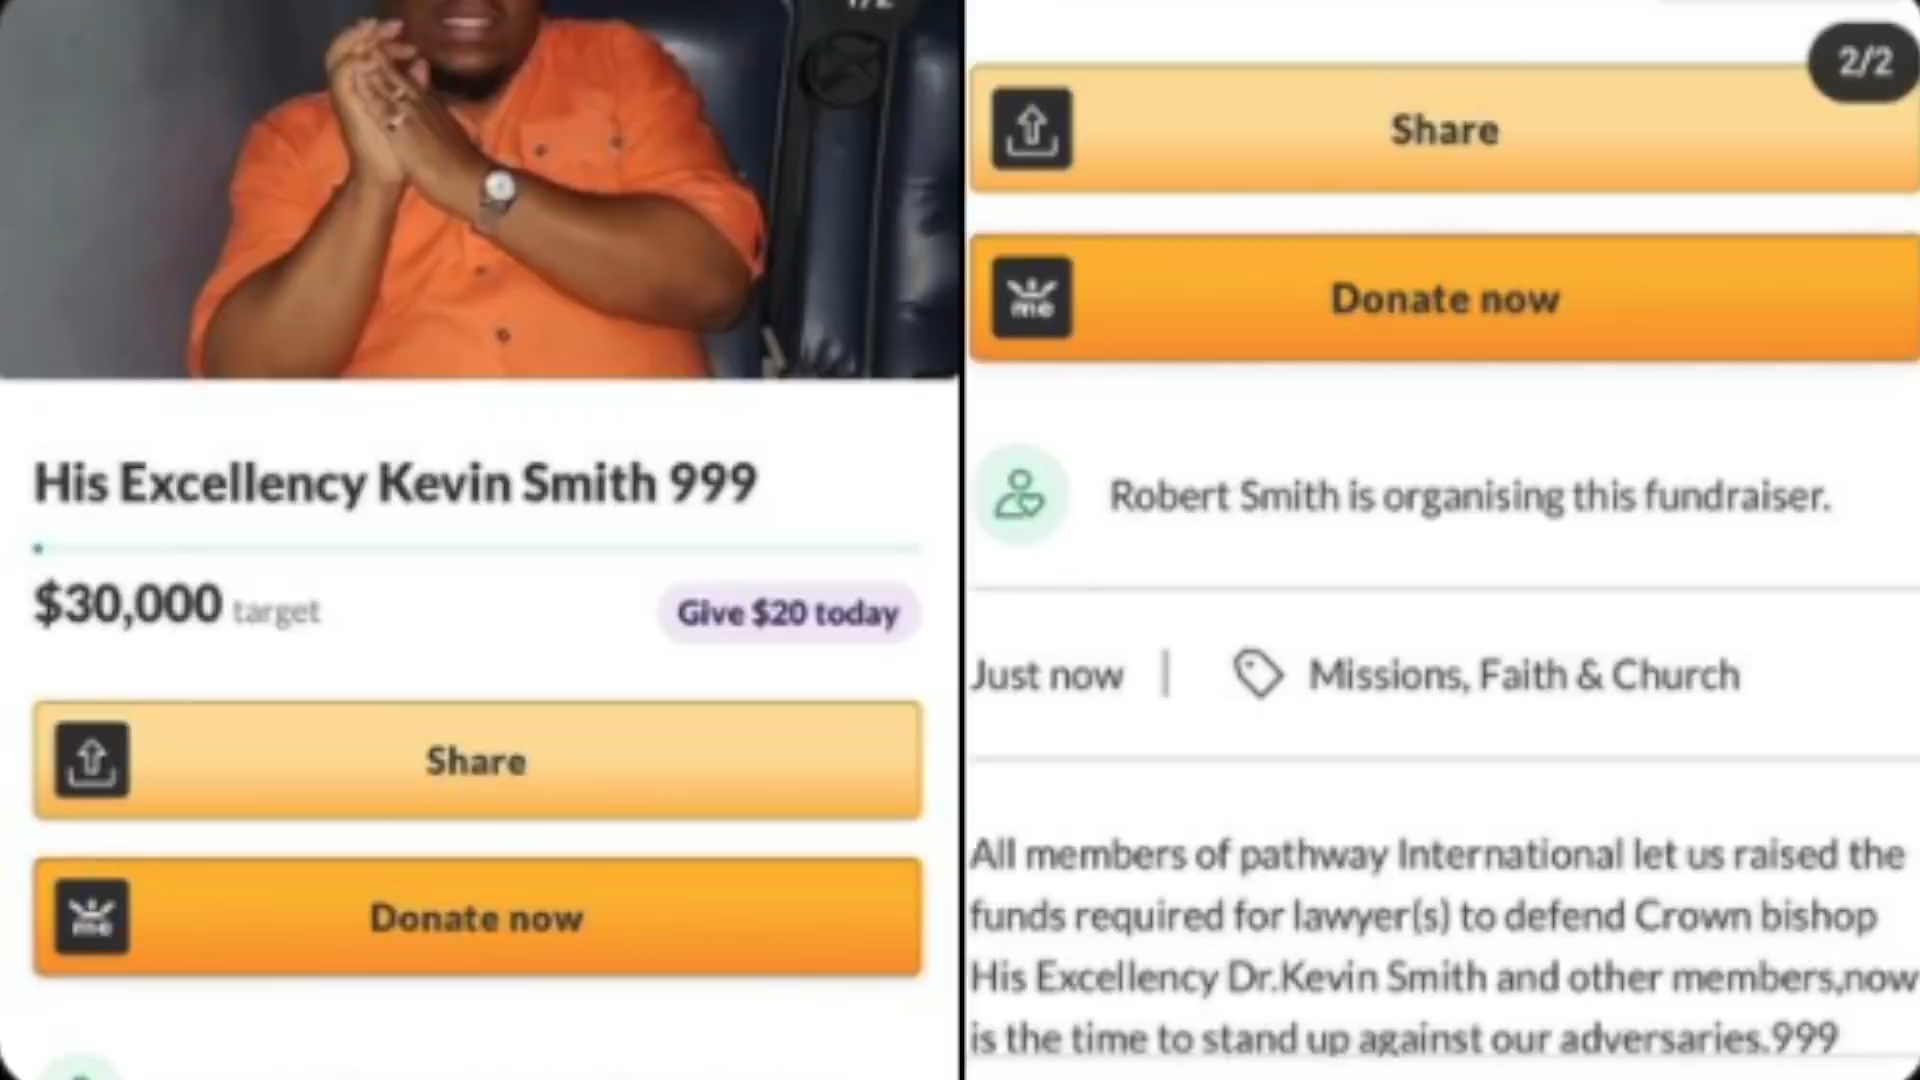 His Excellency Kevin Smith 999
$30,000 target
Give $20 today
Share
me
Donate now
2/2
Share
me
Donate now
Robert Smith is organising this fundraiser.
Just now | Missions, Faith & Church
All members of pathway International let us raised the
funds required for lawyer(s) to defend Crown bishop
His Excellency Dr.Kevin Smith and other members,now
is the time to stand up against our adversaries.999